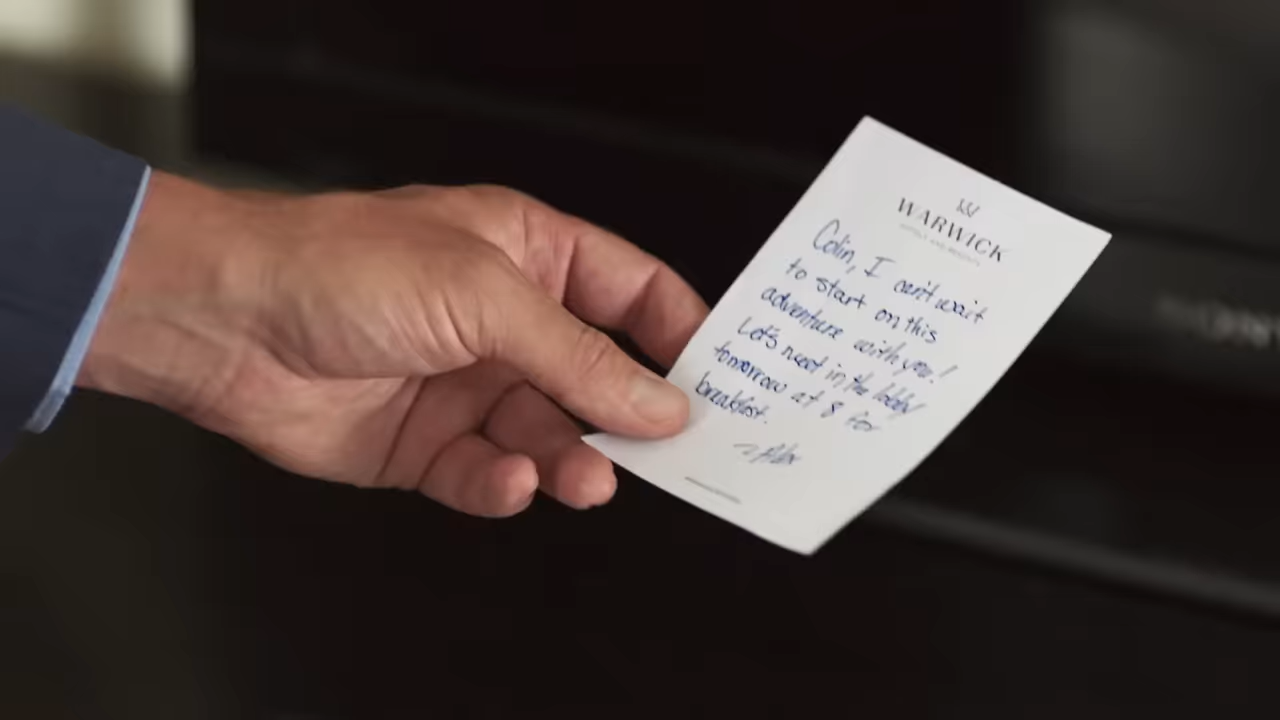 WARWICK
HOTELS AND RESORTS
Colin, I can't wait
to start on this
adventure with you!
Let's meet in the lobby
tomorrow at 8 for
breakfast.
~ Alex